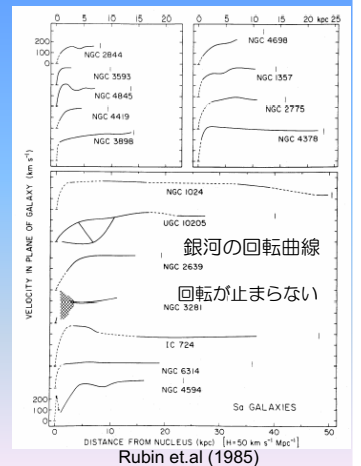 0 5 10 15 20 kpc
0 5 10 15 20 kpc 25
200
100
0
NGC 2844
NGC 3593
NGC 4845
NGC 4419
NGC 3898
NGC 4698
NGC 1357
NGC 2775
NGC 4378
VELOCITY IN PLANE OF GALAXY (km s⁻¹)
NGC 1024
UGC 10205
銀河の回転曲線
NGC 2639
回転が止まらない
NGC 3281
IC 724
NGC 6314
NGC 4594
200
100
0
Sa GALAXIES
0 10 20 30 40 50
DISTANCE FROM NUCLEUS (kpc) [H=50 km s⁻¹ Mpc⁻¹]
Rubin et.al (1985)